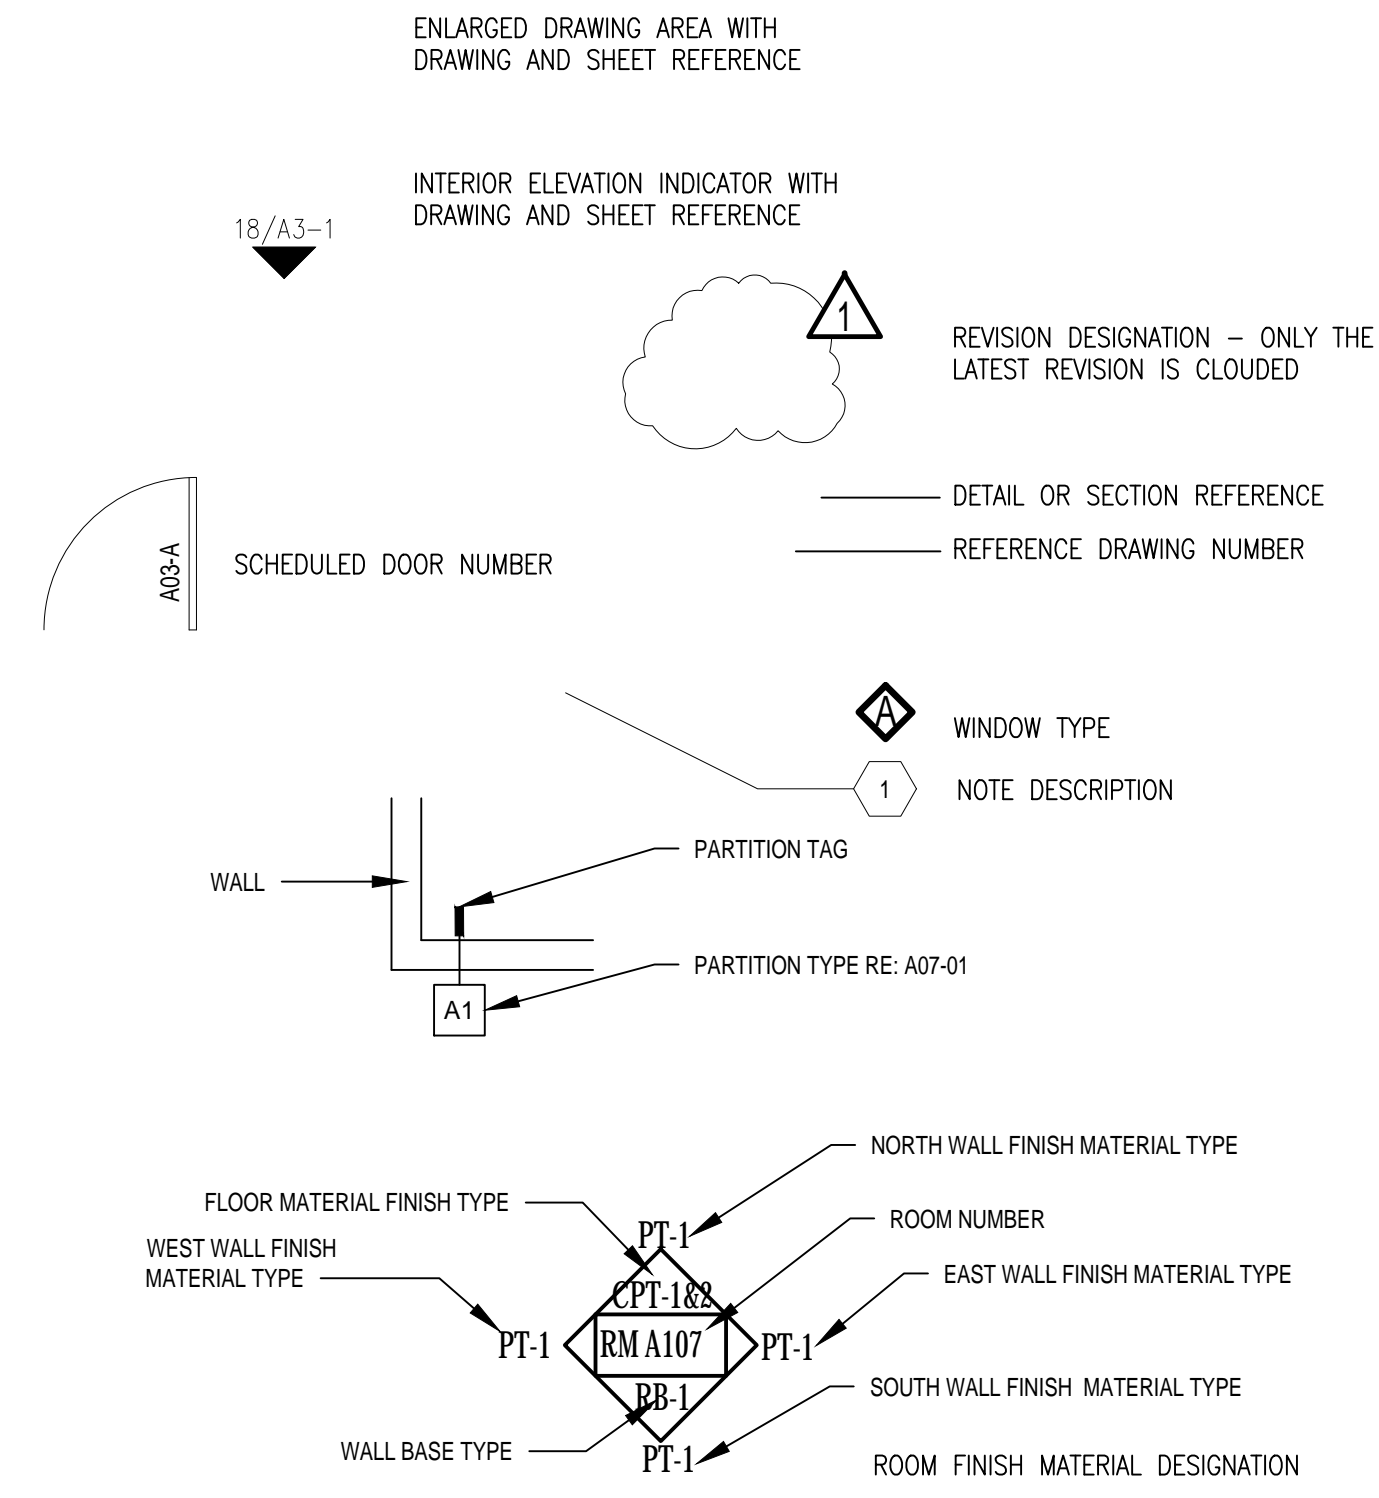 ENLARGED DRAWING AREA WITH
DRAWING AND SHEET REFERENCE
INTERIOR ELEVATION INDICATOR WITH
DRAWING AND SHEET REFERENCE
18/A3-1
1
REVISION DESIGNATION – ONLY THE
LATEST REVISION IS CLOUDED
DETAIL OR SECTION REFERENCE
REFERENCE DRAWING NUMBER
A03-A
SCHEDULED DOOR NUMBER
A
WINDOW TYPE
1
NOTE DESCRIPTION
PARTITION TAG
WALL
PARTITION TYPE RE: A07-01
A1
NORTH WALL FINISH MATERIAL TYPE
FLOOR MATERIAL FINISH TYPE
ROOM NUMBER
PT-1
WEST WALL FINISH
MATERIAL TYPE
EAST WALL FINISH MATERIAL TYPE
CPT-1&2
PT-1
RM A107
PT-1
SOUTH WALL FINISH MATERIAL TYPE
RB-1
WALL BASE TYPE
PT-1
ROOM FINISH MATERIAL DESIGNATION